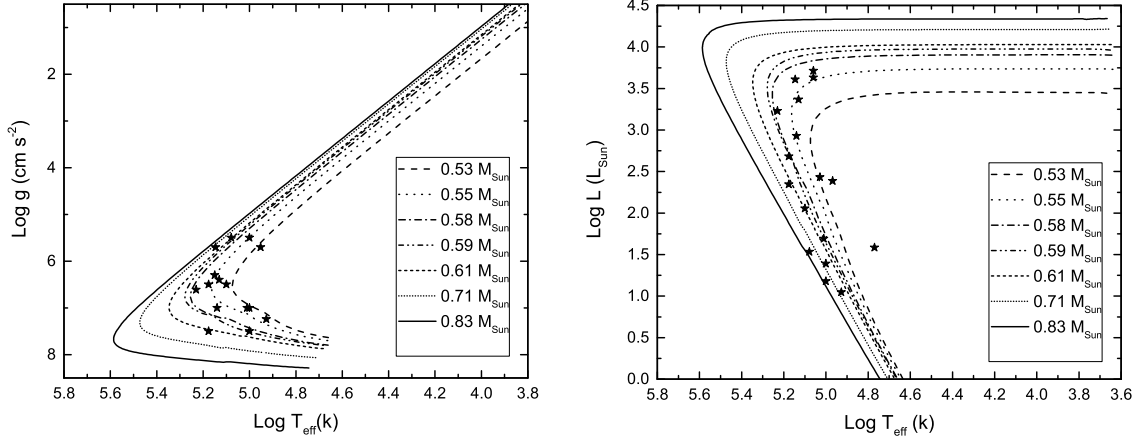 2
4
6
8
5.8 5.6 5.4 5.2 5.0 4.8 4.6 4.4 4.2 4.0 3.8
Log g (cm s⁻²)
Log T_eff(k)
0.53 M_Sun
0.55 M_Sun
0.58 M_Sun
0.59 M_Sun
0.61 M_Sun
0.71 M_Sun
0.83 M_Sun
4.5
4.0
3.5
3.0
2.5
2.0
1.5
1.0
0.5
0.0
5.8 5.6 5.4 5.2 5.0 4.8 4.6 4.4 4.2 4.0 3.8 3.6
Log L (L_Sun)
Log T_eff (k)
0.53 M_Sun
0.55 M_Sun
0.58 M_Sun
0.59 M_Sun
0.61 M_Sun
0.71 M_Sun
0.83 M_Sun